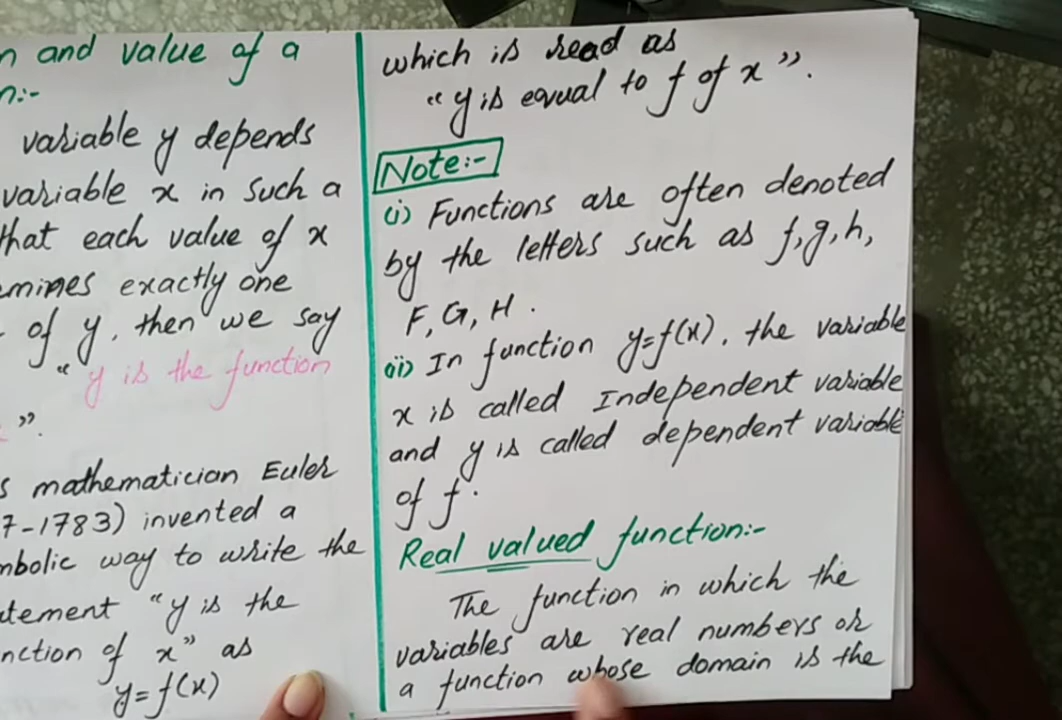 and value of a
:-
variable y depends
variable x in such a
that each value of x
exactly one
of y, then we say
"y is the function
".
mathematician Euler
7-1783) invented a
way to write the
"y is the
of x" as
y=f(x)
which is read as
"y is equal to f of x".
Note:-
(i) Functions are often denoted
by the letters such as f,g,h,
F, G, H.
(ii) In function y=f(x), the variable
x is called Independent variable
and y is called dependent variable
of f.
Real valued function:-
The function in which the
variables are real numbers or
a function whose domain is the